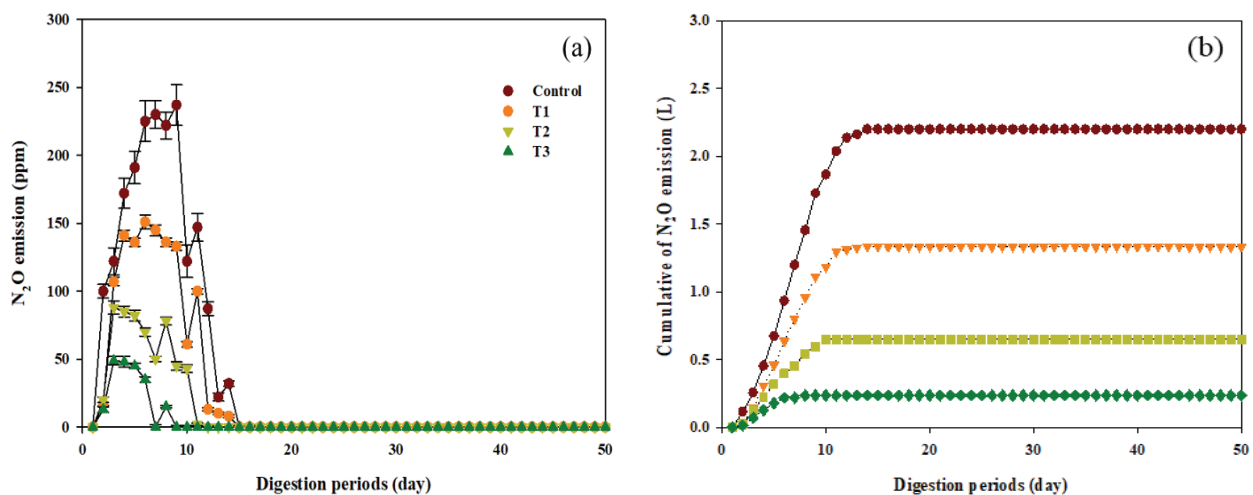 (a)
N₂O emission (ppm)
300
250
200
150
100
50
0
Control
T1
T2
T3
0
10
20
30
40
50
Digestion periods (day)
(b)
Cumulative of N₂O emission (L)
3.0
2.5
2.0
1.5
1.0
0.5
0.0
0
10
20
30
40
50
Digestion periods (day)